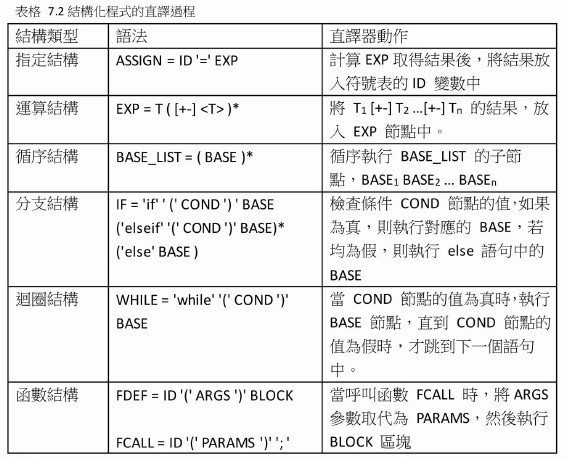 表格 7.2 結構化程式的直譯過程
結構類型 語法 直譯器動作
指定結構 ASSIGN = ID '=' EXP 計算 EXP 取得結果後，將結果放
入符號表的 ID 變數中
運算結構 EXP = T ( [+-] <T> )* 將 T1 [+-] T2 ...[+-] Tn 的結果，放
入 EXP 節點中。
循序結構 BASE_LIST = ( BASE )* 循序執行 BASE_LIST 的子節
點，BASE1 BASE2 ... BASEn
分支結構 IF = 'if' ' (' COND ') ' BASE 檢查條件 COND 節點的值，如果
('elseif' '(' COND ')' BASE)* 為真，則執行對應的 BASE，若
('else' BASE ) 均為假，則執行 else 語句中的
BASE
迴圈結構 WHILE = 'while' '(' COND ')' 當 COND 節點的值為真時，執行
BASE BASE 節點，直到 COND 節點的
值為假時，才跳到下一個語句
中。
函數結構 FDEF = ID '(' ARGS ')' BLOCK 當呼叫函數 FCALL 時，將 ARGS
參數取代為 PARAMS，然後執行
FCALL = ID '(' PARAMS ')' '; ' BLOCK 區塊